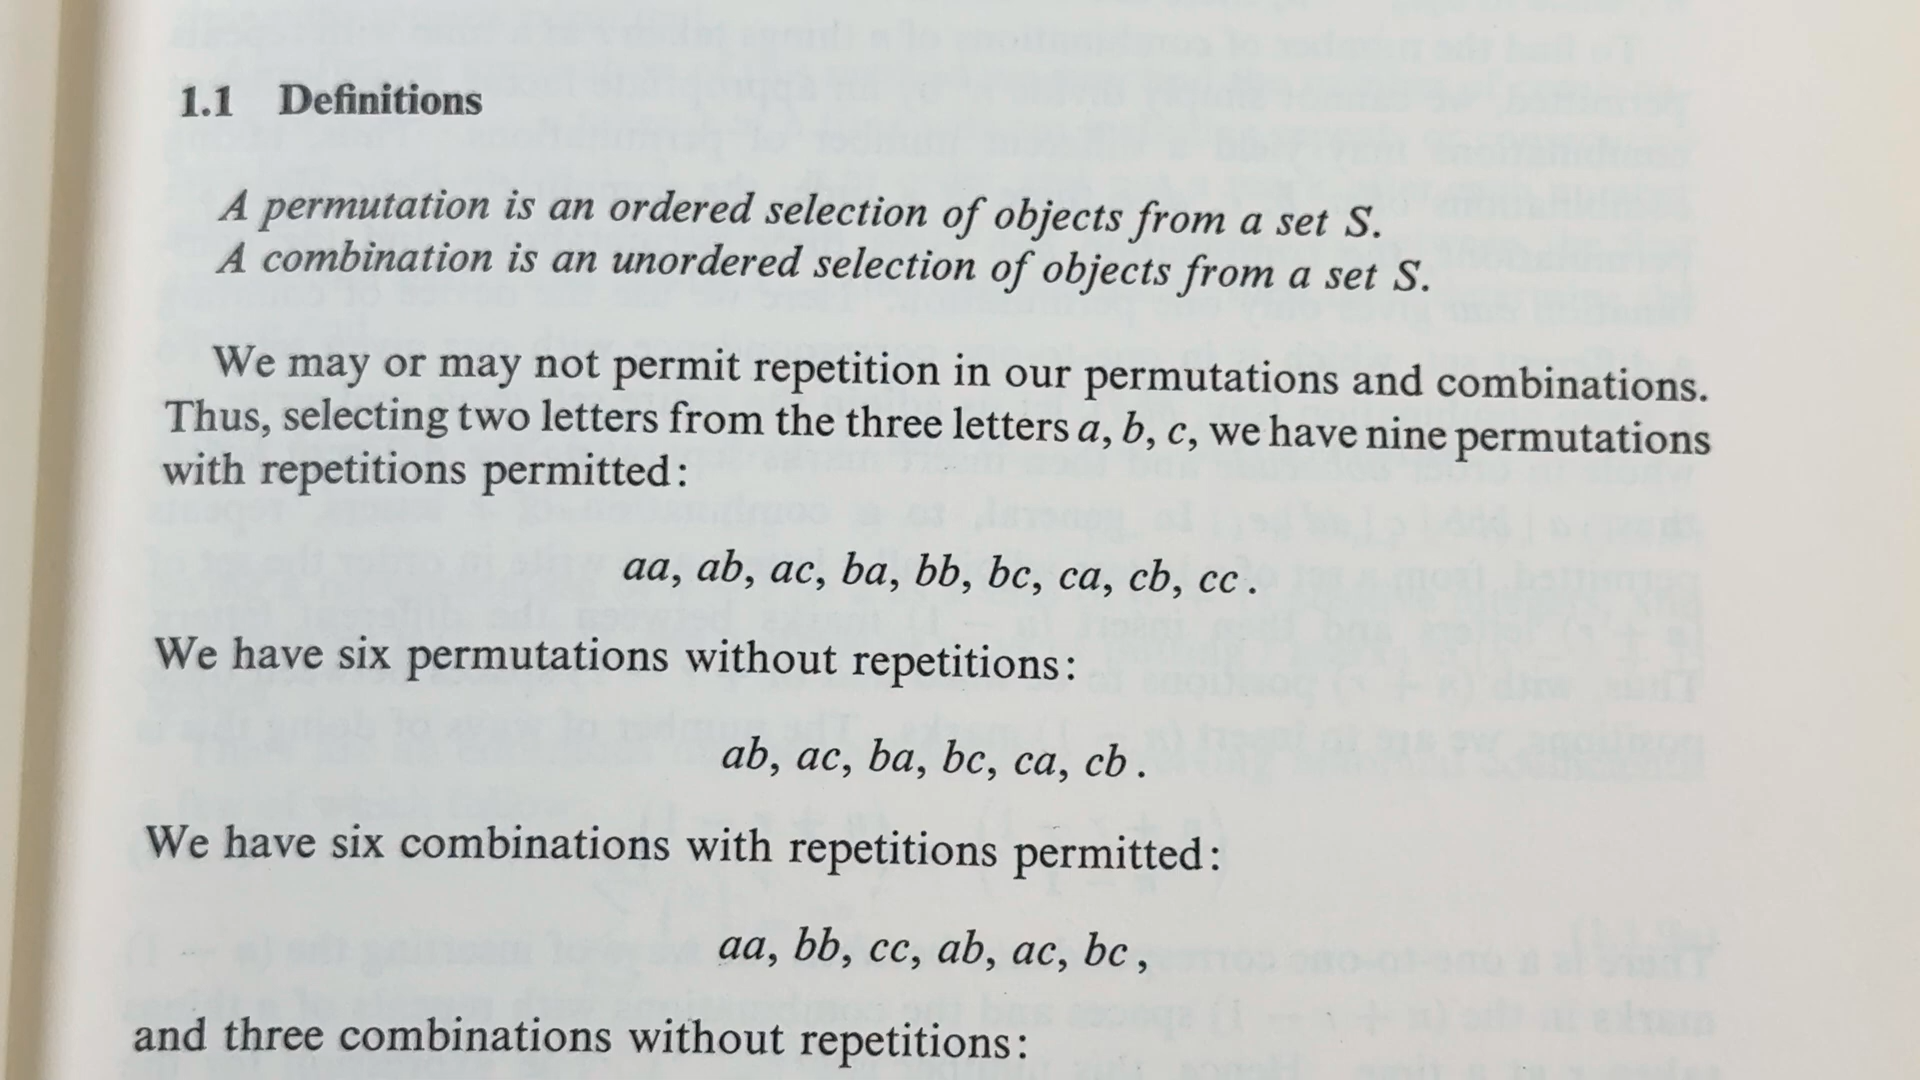 1.1 Definitions
A permutation is an ordered selection of objects from a set S.
A combination is an unordered selection of objects from a set S.
We may or may not permit repetition in our permutations and combinations.
Thus, selecting two letters from the three letters a, b, c, we have nine permutations
with repetitions permitted:
aa, ab, ac, ba, bb, bc, ca, cb, cc.
We have six permutations without repetitions:
ab, ac, ba, bc, ca, cb.
We have six combinations with repetitions permitted:
aa, bb, cc, ab, ac, bc,
and three combinations without repetitions: